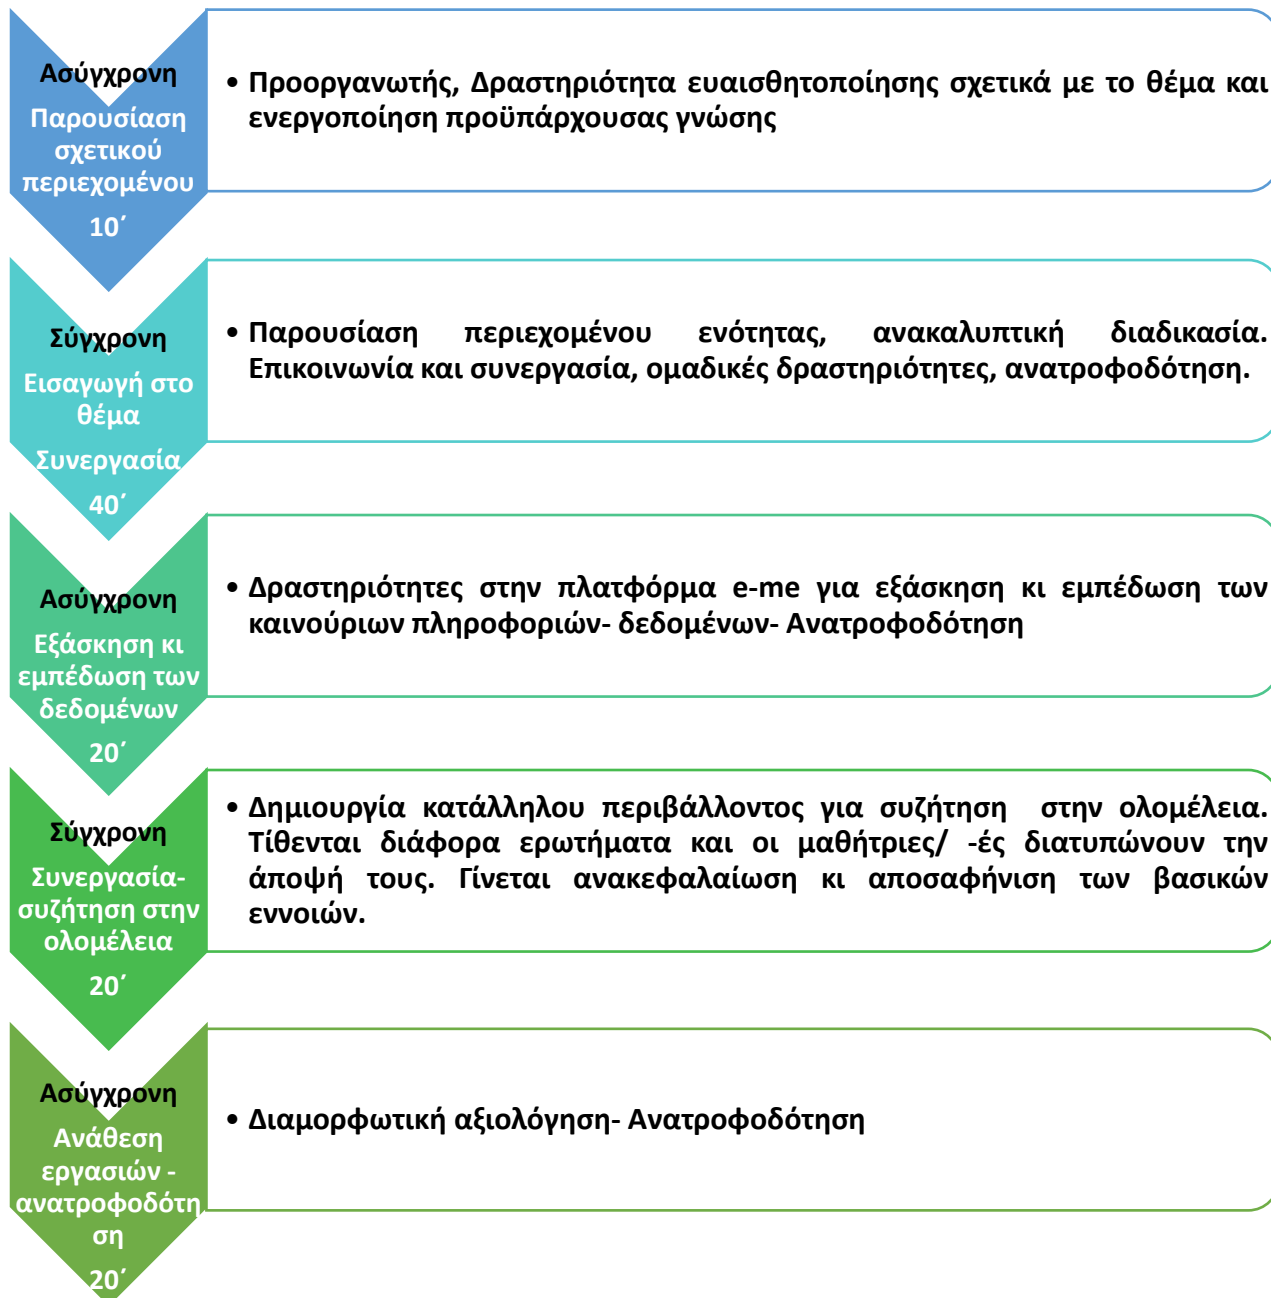 Ασύγχρονη
Παρουσίαση
σχετικού
περιεχομένου
10΄
• Προοργανωτής, Δραστηριότητα ευαισθητοποίησης σχετικά με το θέμα και
ενεργοποίηση προϋπάρχουσας γνώσης
Σύγχρονη
Εισαγωγή στο
θέμα
Συνεργασία
40΄
• Παρουσίαση περιεχομένου ενότητας, ανακαλυπτική διαδικασία.
Επικοινωνία και συνεργασία, ομαδικές δραστηριότητες, ανατροφοδότηση.
Ασύγχρονη
Εξάσκηση κι
εμπέδωση των
δεδομένων
20΄
• Δραστηριότητες στην πλατφόρμα e-me για εξάσκηση κι εμπέδωση των
καινούριων πληροφοριών- δεδομένων- Ανατροφοδότηση
Σύγχρονη
Συνεργασία-
συζήτηση στην
ολομέλεια
20΄
• Δημιουργία κατάλληλου περιβάλλοντος για συζήτηση στην ολομέλεια.
Τίθενται διάφορα ερωτήματα και οι μαθήτριες/ -ές διατυπώνουν την
άποψή τους. Γίνεται ανακεφαλαίωση κι αποσαφήνιση των βασικών
εννοιών.
Ασύγχρονη
Ανάθεση
εργασιών -
ανατροφοδότη
ση
20΄
• Διαμορφωτική αξιολόγηση- Ανατροφοδότηση